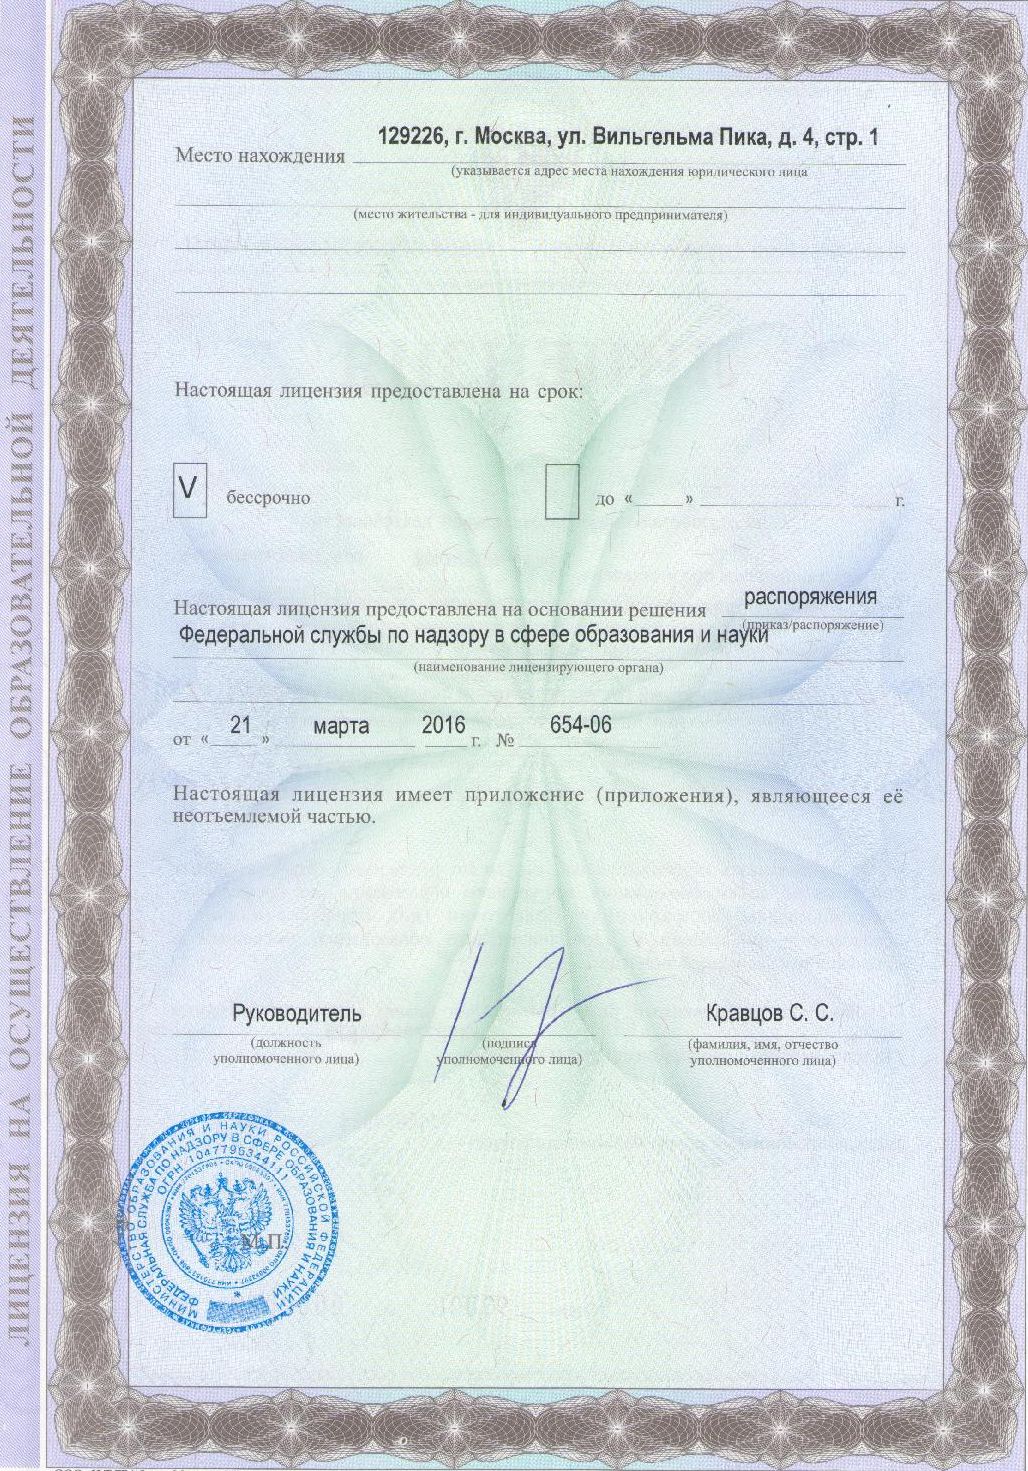 ЛИЦЕНЗИЯ НА ОСУЩЕСТВЛЕНИЕ ОБРАЗОВАТЕЛЬНОЙ ДЕЯТЕЛЬНОСТИ
129226, г. Москва, ул. Вильгельма Пика, д. 4, стр. 1
Место нахождения
(указывается адрес места нахождения юридического лица
(место жительства - для индивидуального предпринимателя)
Настоящая лицензия предоставлена на срок:
V бессрочно до « » г.
Настоящая лицензия предоставлена на основании решения распоряжения
(приказ/распоряжение)
Федеральной службы по надзору в сфере образования и науки
(наименование лицензирующего органа)
от « 21 » марта 2016 г. № 654-06
Настоящая лицензия имеет приложение (приложения), являющееся её
неотъемлемой частью.
Руководитель Кравцов С. С.
(должность (подпись (фамилия, имя, отчество
уполномоченного лица) уполномоченного лица) уполномоченного лица)
МИНИСТЕРСТВО ОБРАЗОВАНИЯ И НАУКИ РОССИЙСКОЙ ФЕДЕРАЦИИ
ФЕДЕРАЛЬНАЯ СЛУЖБА ПО НАДЗОРУ В СФЕРЕ ОБРАЗОВАНИЯ И НАУКИ
ОГРН 1047796344111
М.П.